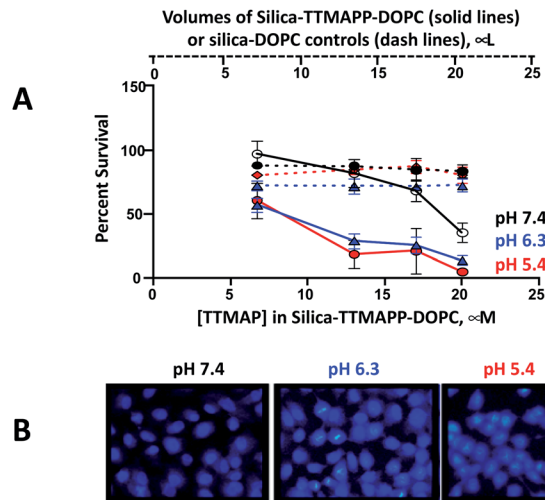 Volumes of Silica-TTMAPP-DOPC (solid lines)
or silica-DOPC controls (dash lines), ∝L
0 5 10 15 20 25
A
Percent Survival
150
100
50
0
pH 7.4
pH 6.3
pH 5.4
0 5 10 15 20 25
[TTMAP] in Silica-TTMAPP-DOPC, ∝M
pH 7.4 pH 6.3 pH 5.4
B